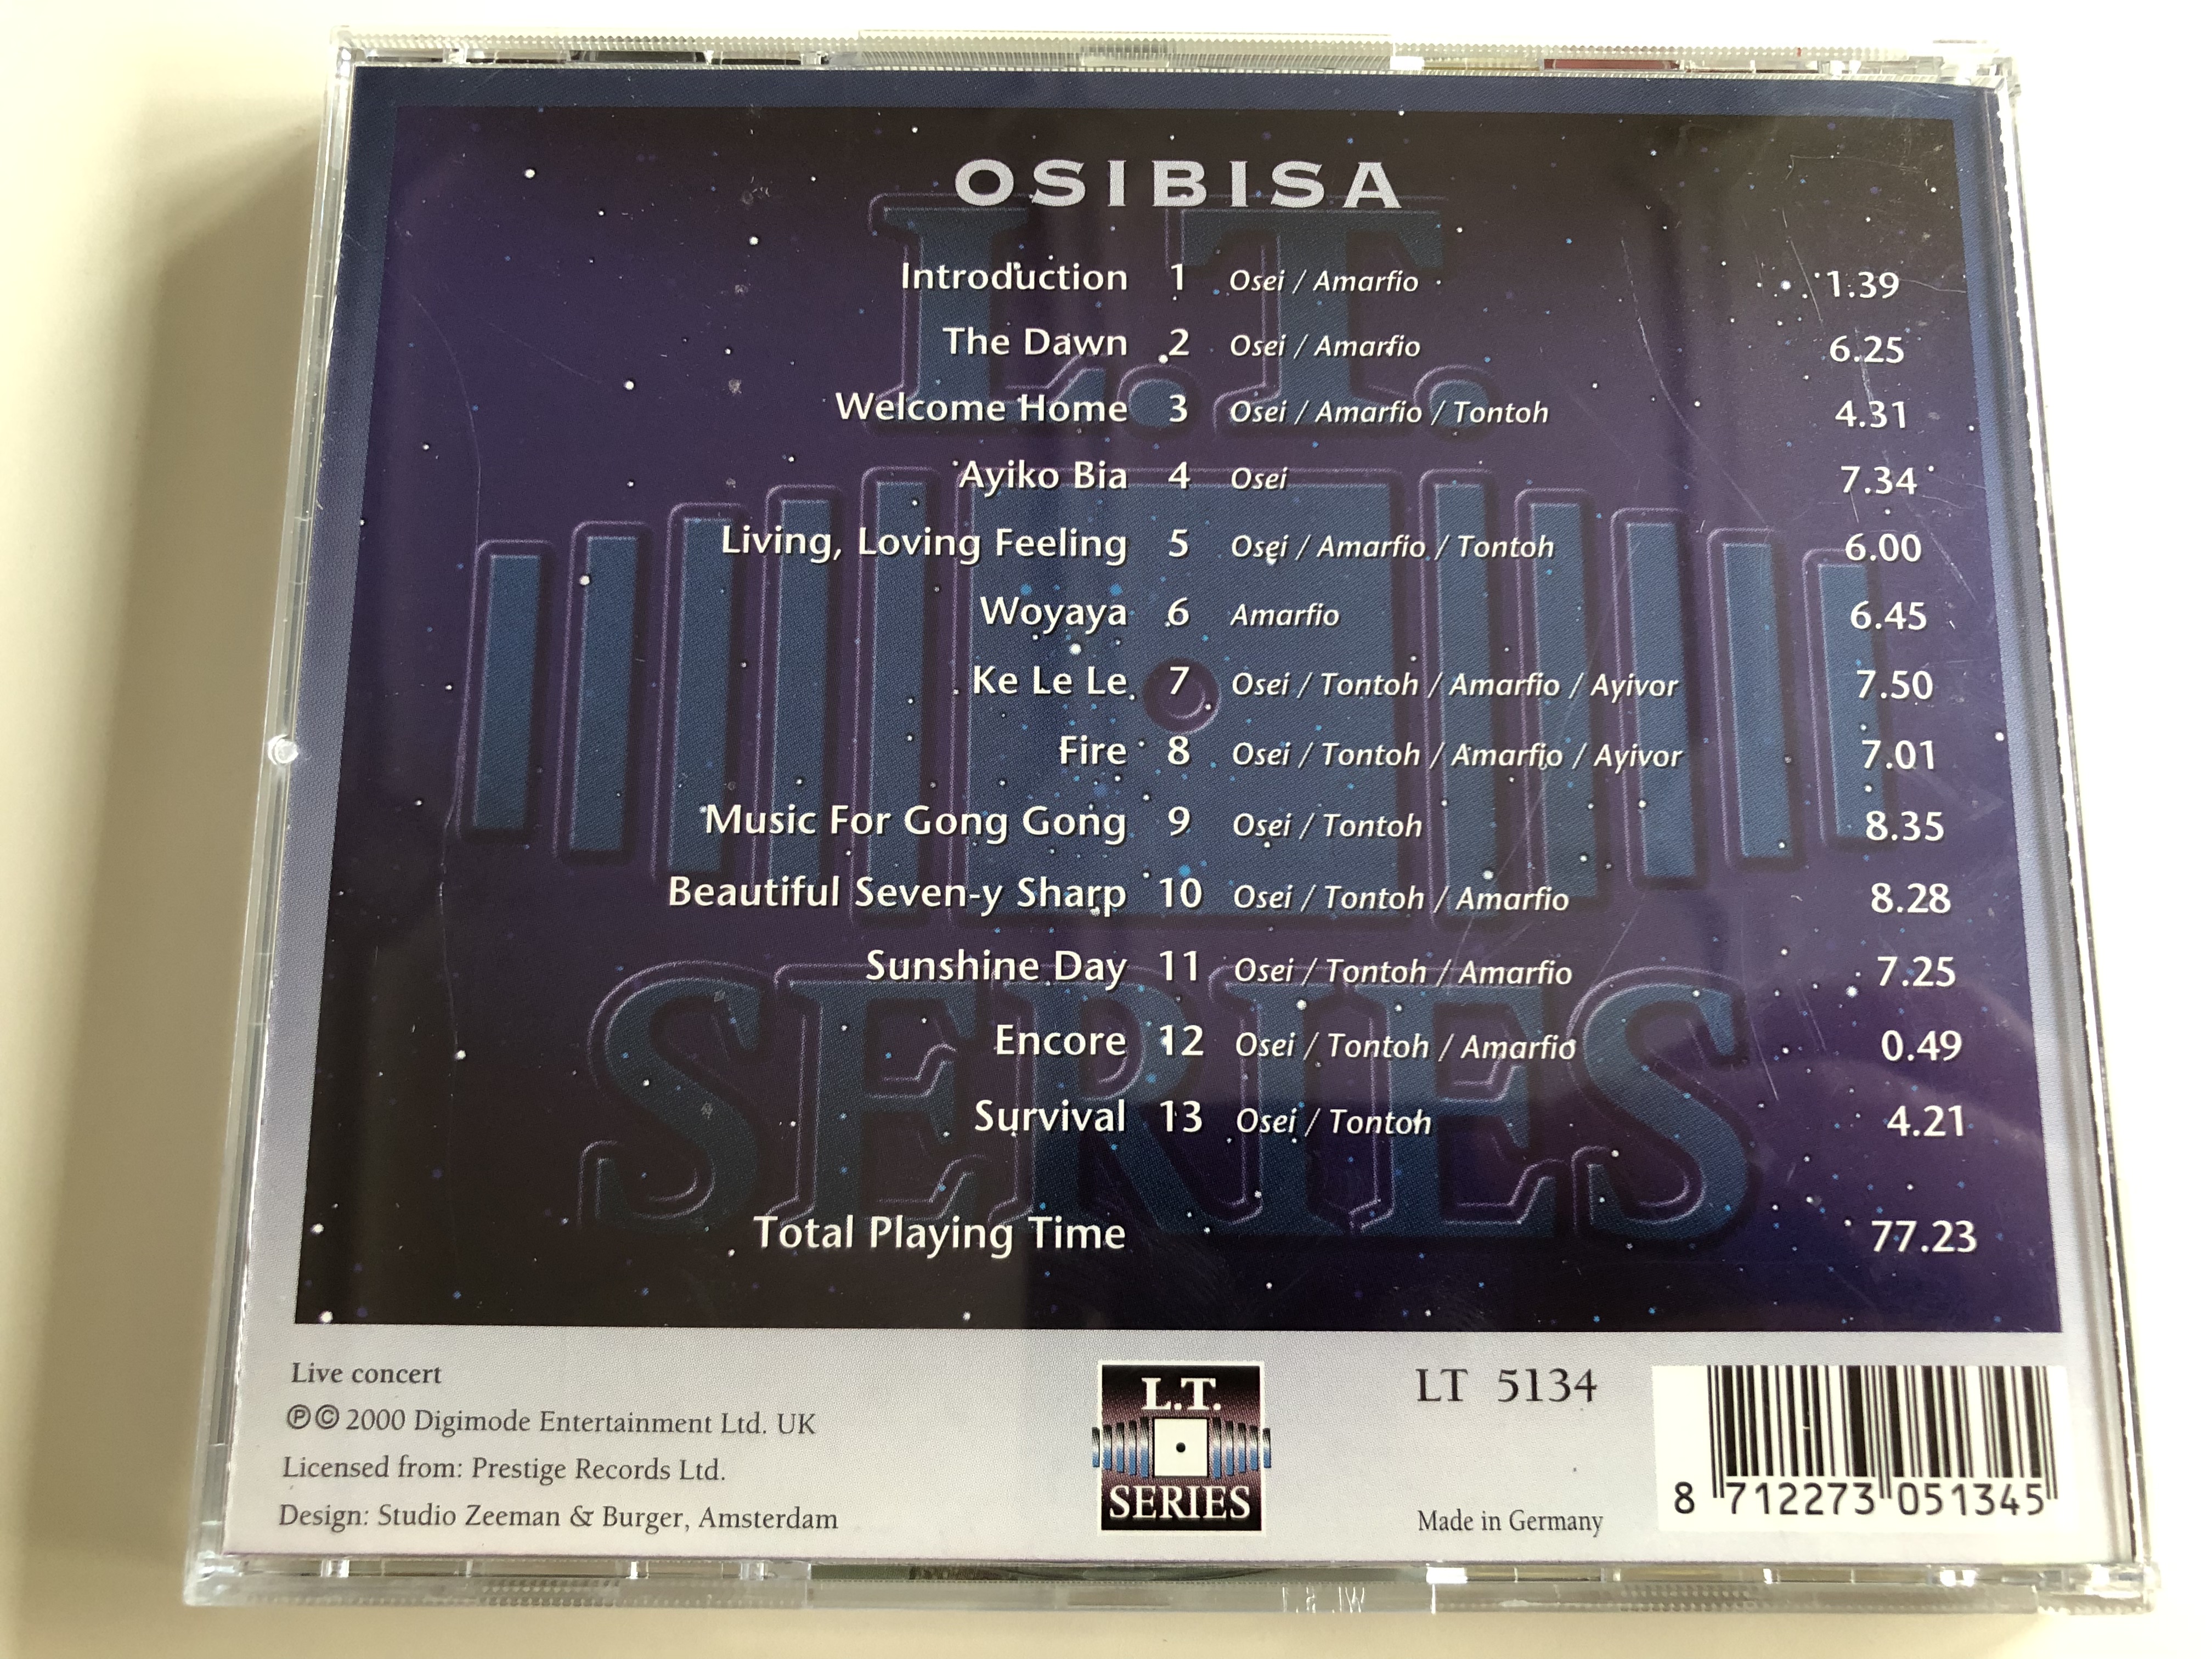 OSIBISA
Introduction 1 Osei / Amarfio 1.39
The Dawn 2 Osei / Amarfio 6.25
Welcome Home 3 Osei / Amarfio / Tontoh 4.31
Ayiko Bia 4 Osei 7.34
Living, Loving Feeling 5 Osei / Amarfio / Tontoh 6.00
Woyaya 6 Amarfio 6.45
Ke Le Le 7 Osei / Tontoh / Amarfio / Ayivor 7.50
Fire 8 Osei / Tontoh / Amarfio / Ayivor 7.01
Music For Gong Gong 9 Osei / Tontoh 8.35
Beautiful Seven-y Sharp 10 Osei / Tontoh / Amarfio 8.28
Sunshine Day 11 Osei / Tontoh / Amarfio 7.25
Encore 12 Osei / Tontoh / Amarfio 0.49
Survival 13 Osei / Tontoh 4.21
Total Playing Time 77.23
L.T.
SERIES
Live concert
℗© 2000 Digimode Entertainment Ltd. UK
Licensed from: Prestige Records Ltd.
Design: Studio Zeeman & Burger, Amsterdam
L.T.
SERIES
LT 5134
Made in Germany
8 712273 051345